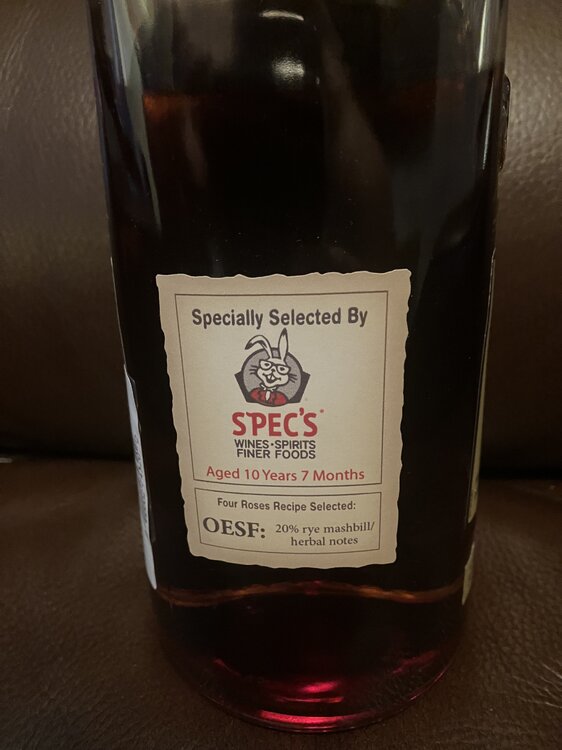 Specially Selected By
SPEC'S
WINES•SPIRITS
FINER FOODS
Aged 10 Years 7 Months
Four Roses Recipe Selected:
OESF: 20% rye mashbill/
herbal notes